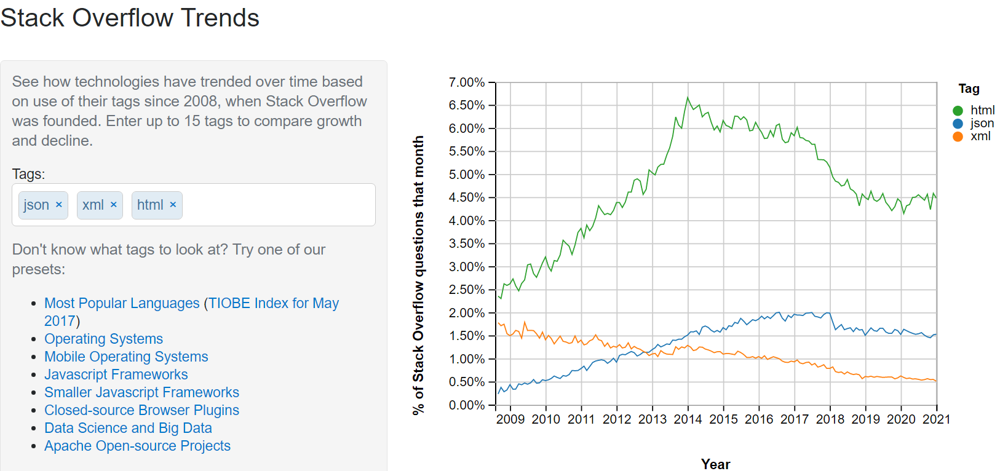 Stack Overflow Trends
See how technologies have trended over time based
on use of their tags since 2008, when Stack Overflow
was founded. Enter up to 15 tags to compare growth
and decline.
Tags:
json × xml × html ×
Don't know what tags to look at? Try one of our
presets:
• Most Popular Languages (TIOBE Index for May
2017)
• Operating Systems
• Mobile Operating Systems
• Javascript Frameworks
• Smaller Javascript Frameworks
• Closed-source Browser Plugins
• Data Science and Big Data
• Apache Open-source Projects
% of Stack Overflow questions that month
7.00%
6.50%
6.00%
5.50%
5.00%
4.50%
4.00%
3.50%
3.00%
2.50%
2.00%
1.50%
1.00%
0.50%
0.00%
2009 2010 2011 2012 2013 2014 2015 2016 2017 2018 2019 2020 2021
Year
Tag
html
json
xml